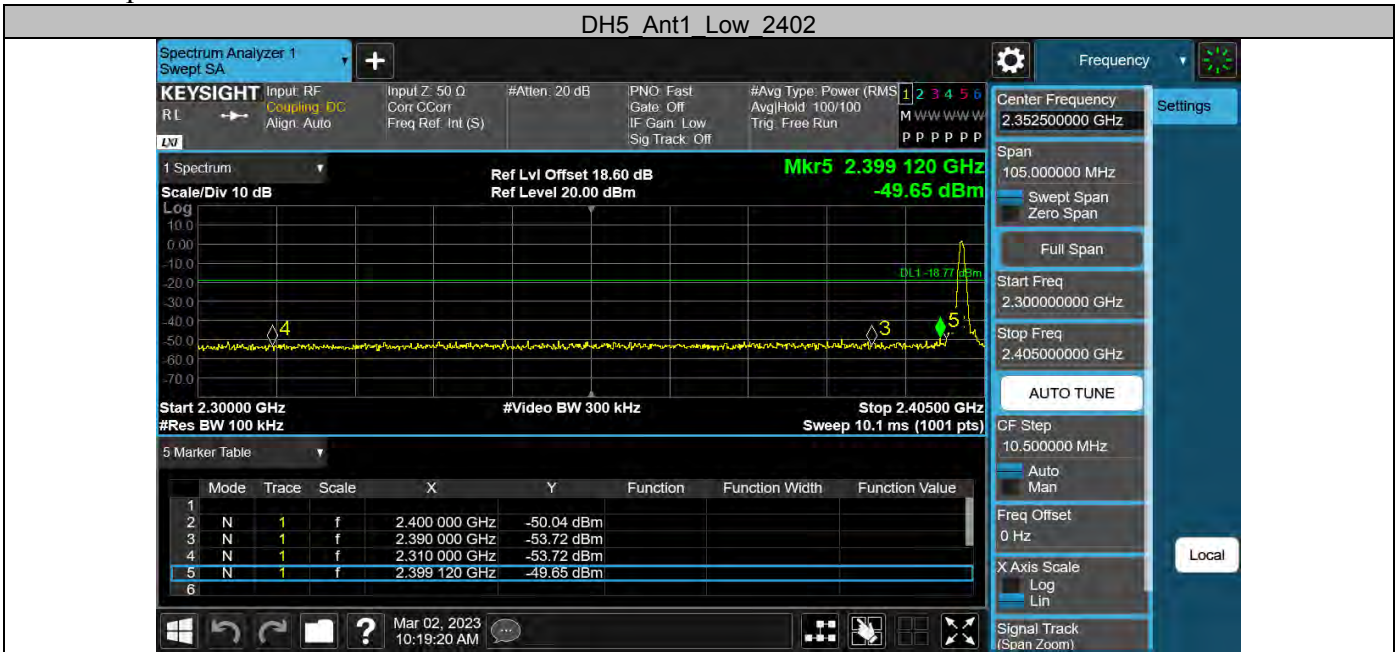 DH5_Ant1_Low_2402
Spectrum Analyzer 1
Swept SA
+
Frequency
KEYSIGHT
RL
LXI
Input: RF
Coupling: DC
Align: Auto
Input Z: 50 Ω
Corr CCorr
Freq Ref: Int (S)
#Atten: 20 dB
PNO: Fast
Gate: Off
IF Gain: Low
Sig Track: Off
#Avg Type: Power (RMS
Avg|Hold: 100/100
Trig: Free Run
1 2 3 4 5 6
M W W W W W
P P P P P P
1 Spectrum
Scale/Div 10 dB
Ref Lvl Offset 18.60 dB
Ref Level 20.00 dBm
Mkr5 2.399 120 GHz
-49.65 dBm
Log
10.0
0.00
-10.0
-20.0
-30.0
-40.0
-50.0
-60.0
-70.0
DL1 -18.77 dBm
4
3
5
Start 2.30000 GHz
#Video BW 300 kHz
Stop 2.40500 GHz
#Res BW 100 kHz
Sweep 10.1 ms (1001 pts)
5 Marker Table
Mode Trace Scale X Y Function Function Width Function Value
1
2 N 1 f 2.400 000 GHz -50.04 dBm
3 N 1 f 2.390 000 GHz -53.72 dBm
4 N 1 f 2.310 000 GHz -53.72 dBm
5 N 1 f 2.399 120 GHz -49.65 dBm
6
?
Mar 02, 2023
10:19:20 AM
Center Frequency
2.352500000 GHz
Settings
Span
105.000000 MHz
Swept Span
Zero Span
Full Span
Start Freq
2.300000000 GHz
Stop Freq
2.405000000 GHz
AUTO TUNE
CF Step
10.500000 MHz
Auto
Man
Freq Offset
0 Hz
Local
X Axis Scale
Log
Lin
Signal Track
(Span Zoom)